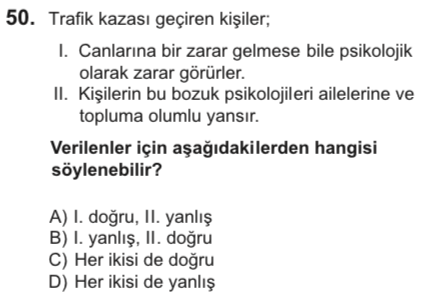 50. Trafik kazası geçiren kişiler;
I. Canlarına bir zarar gelmese bile psikolojik
olarak zarar görürler.
II. Kişilerin bu bozuk psikolojileri ailelerine ve
topluma olumlu yansır.
Verilenler için aşağıdakilerden hangisi
söylenebilir?
A) I. doğru, II. yanlış
B) I. yanlış, II. doğru
C) Her ikisi de doğru
D) Her ikisi de yanlış